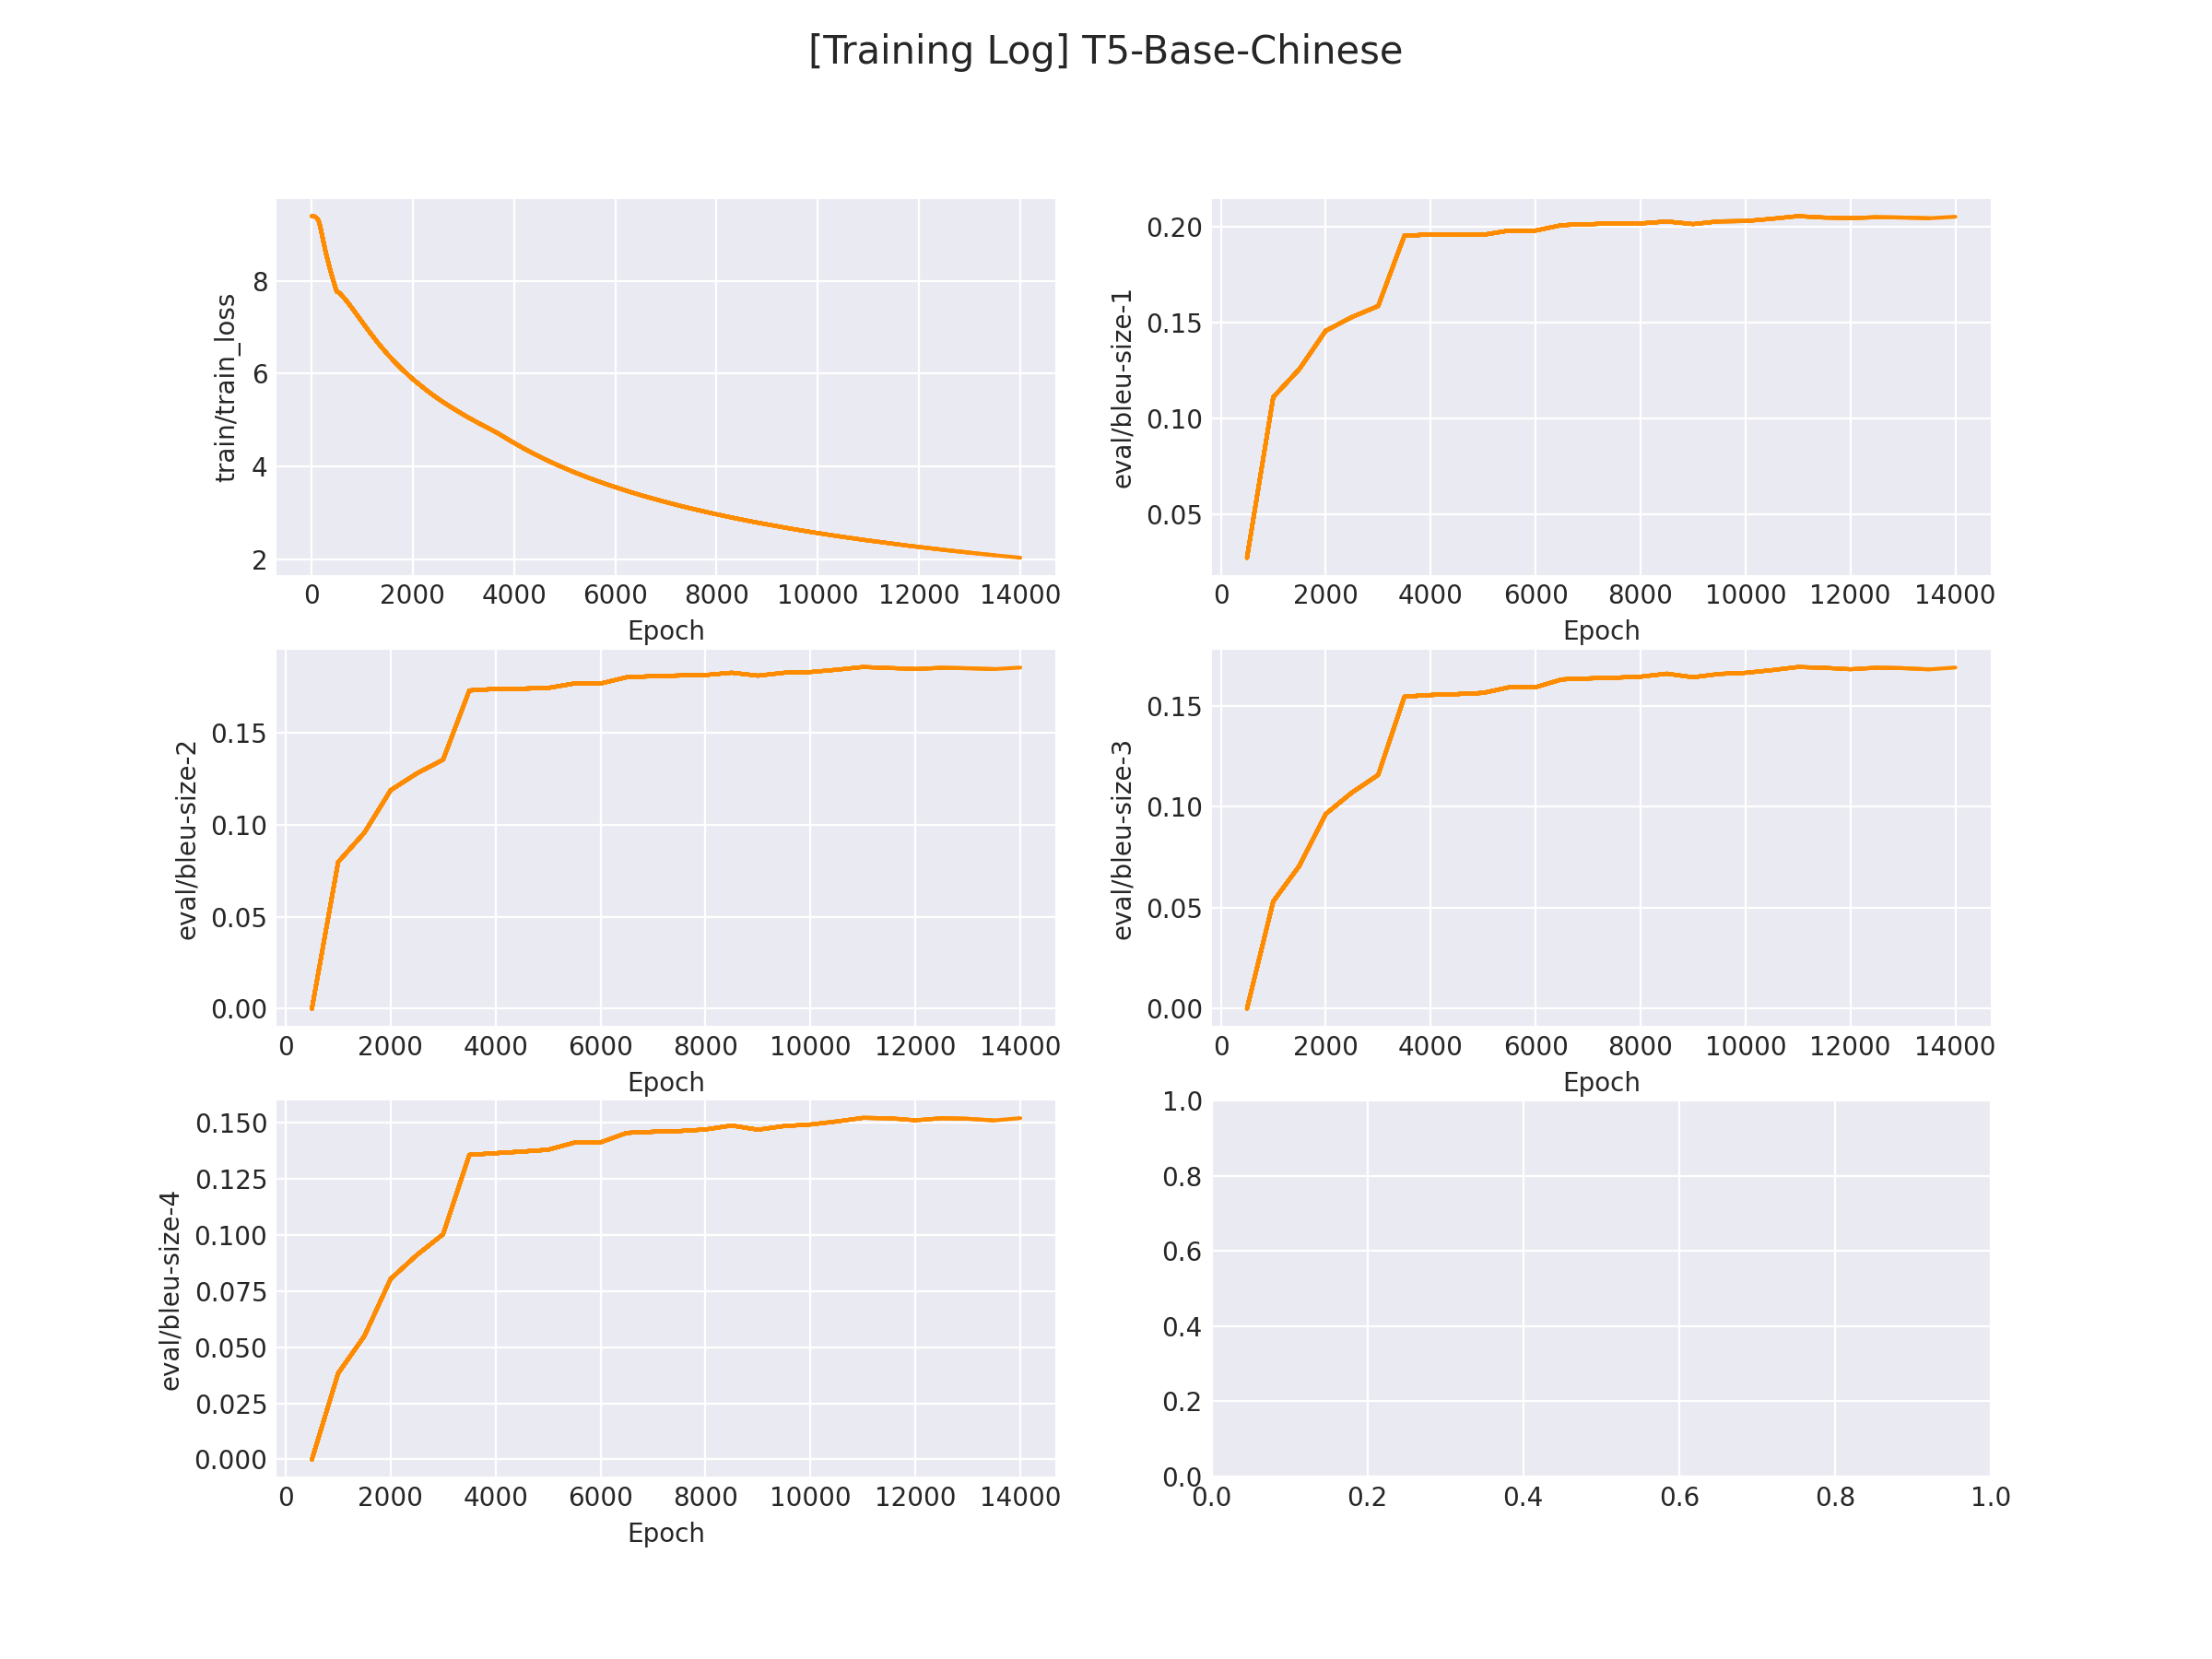 [Training Log] T5-Base-Chinese
train/train_loss
8
6
4
2
0 2000 4000 6000 8000 10000 12000 14000
Epoch
eval/bleu-size-1
0.20
0.15
0.10
0.05
0 2000 4000 6000 8000 10000 12000 14000
Epoch
eval/bleu-size-2
0.15
0.10
0.05
0.00
0 2000 4000 6000 8000 10000 12000 14000
Epoch
eval/bleu-size-3
0.15
0.10
0.05
0.00
0 2000 4000 6000 8000 10000 12000 14000
Epoch
eval/bleu-size-4
0.150
0.125
0.100
0.075
0.050
0.025
0.000
0 2000 4000 6000 8000 10000 12000 14000
Epoch
1.0
0.8
0.6
0.4
0.2
0.0
0.0 0.2 0.4 0.6 0.8 1.0